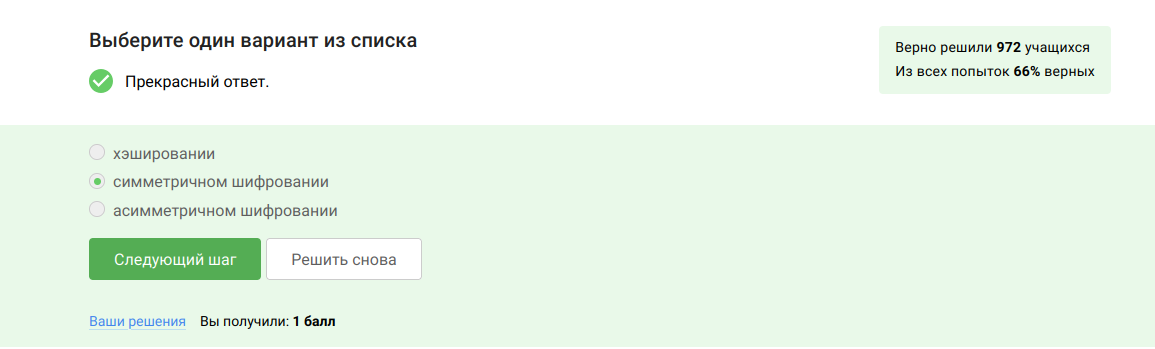 Выберите один вариант из списка
Прекрасный ответ.
Верно решили 972 учащихся
Из всех попыток 66% верных
хэшировании
симметричном шифровании
асимметричном шифровании
Следующий шаг
Решить снова
Ваши решения Вы получили: 1 балл